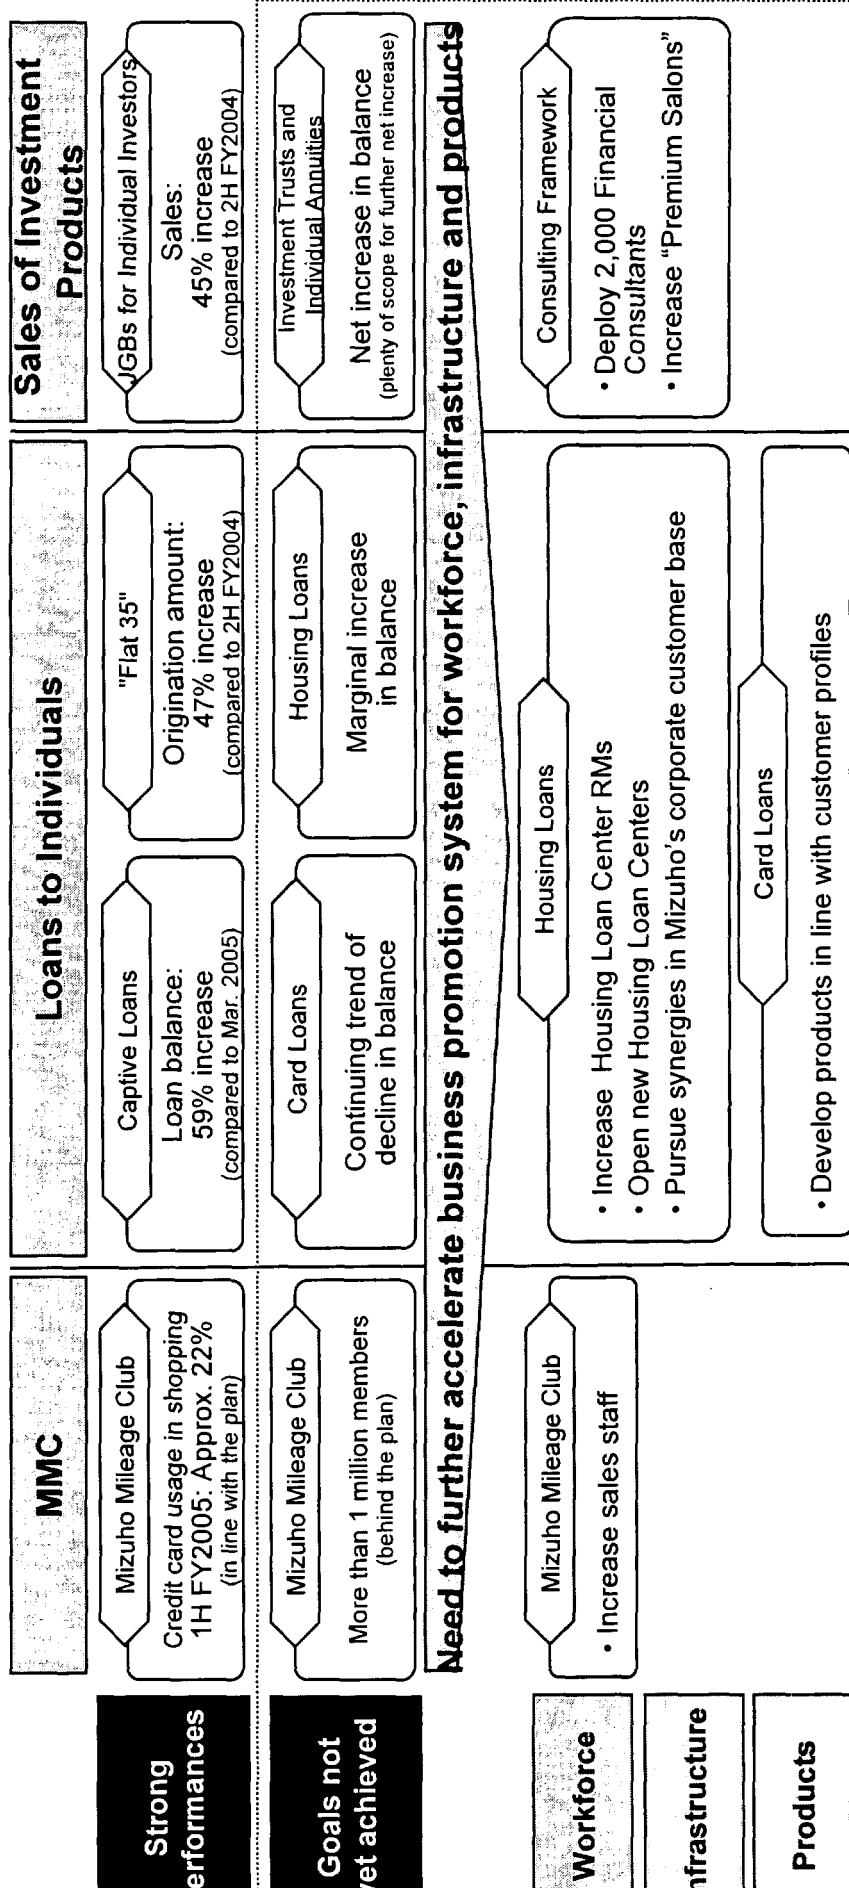 MMC
Loans to Individuals
Sales of Investment
Products
Strong
erformances
Mizuho Mileage Club
Credit card usage in shopping
1H FY2005: Approx. 22%
(in line with the plan)
Captive Loans
Loan balance:
59% increase
(compared to Mar. 2005)
"Flat 35"
Origination amount:
47% increase
(compared to 2H FY2004)
JGBs for Individual Investors
Sales:
45% increase
(compared to 2H FY2004)
Goals not
yet achieved
Mizuho Mileage Club
More than 1 million members
(behind the plan)
Card Loans
Continuing trend of
decline in balance
Housing Loans
Marginal increase
in balance
Investment Trusts and
Individual Annuities
Net increase in balance
(plenty of scope for further net increase)
Need to further accelerate business promotion system for workforce, infrastructure and products
Workforce
nfrastructure
Products
Mizuho Mileage Club
• Increase sales staff
Housing Loans
• Increase Housing Loan Center RMs
• Open new Housing Loan Centers
• Pursue synergies in Mizuho's corporate customer base
Card Loans
• Develop products in line with customer profiles
Consulting Framework
• Deploy 2,000 Financial
Consultants
• Increase “Premium Salons”